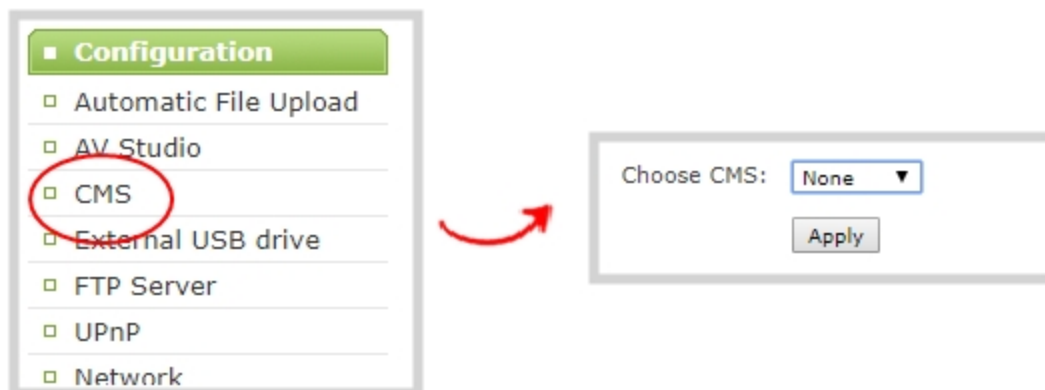 Configuration
Automatic File Upload
AV Studio
CMS
External USB drive
FTP Server
UPnP
Network
Choose CMS: None
Apply